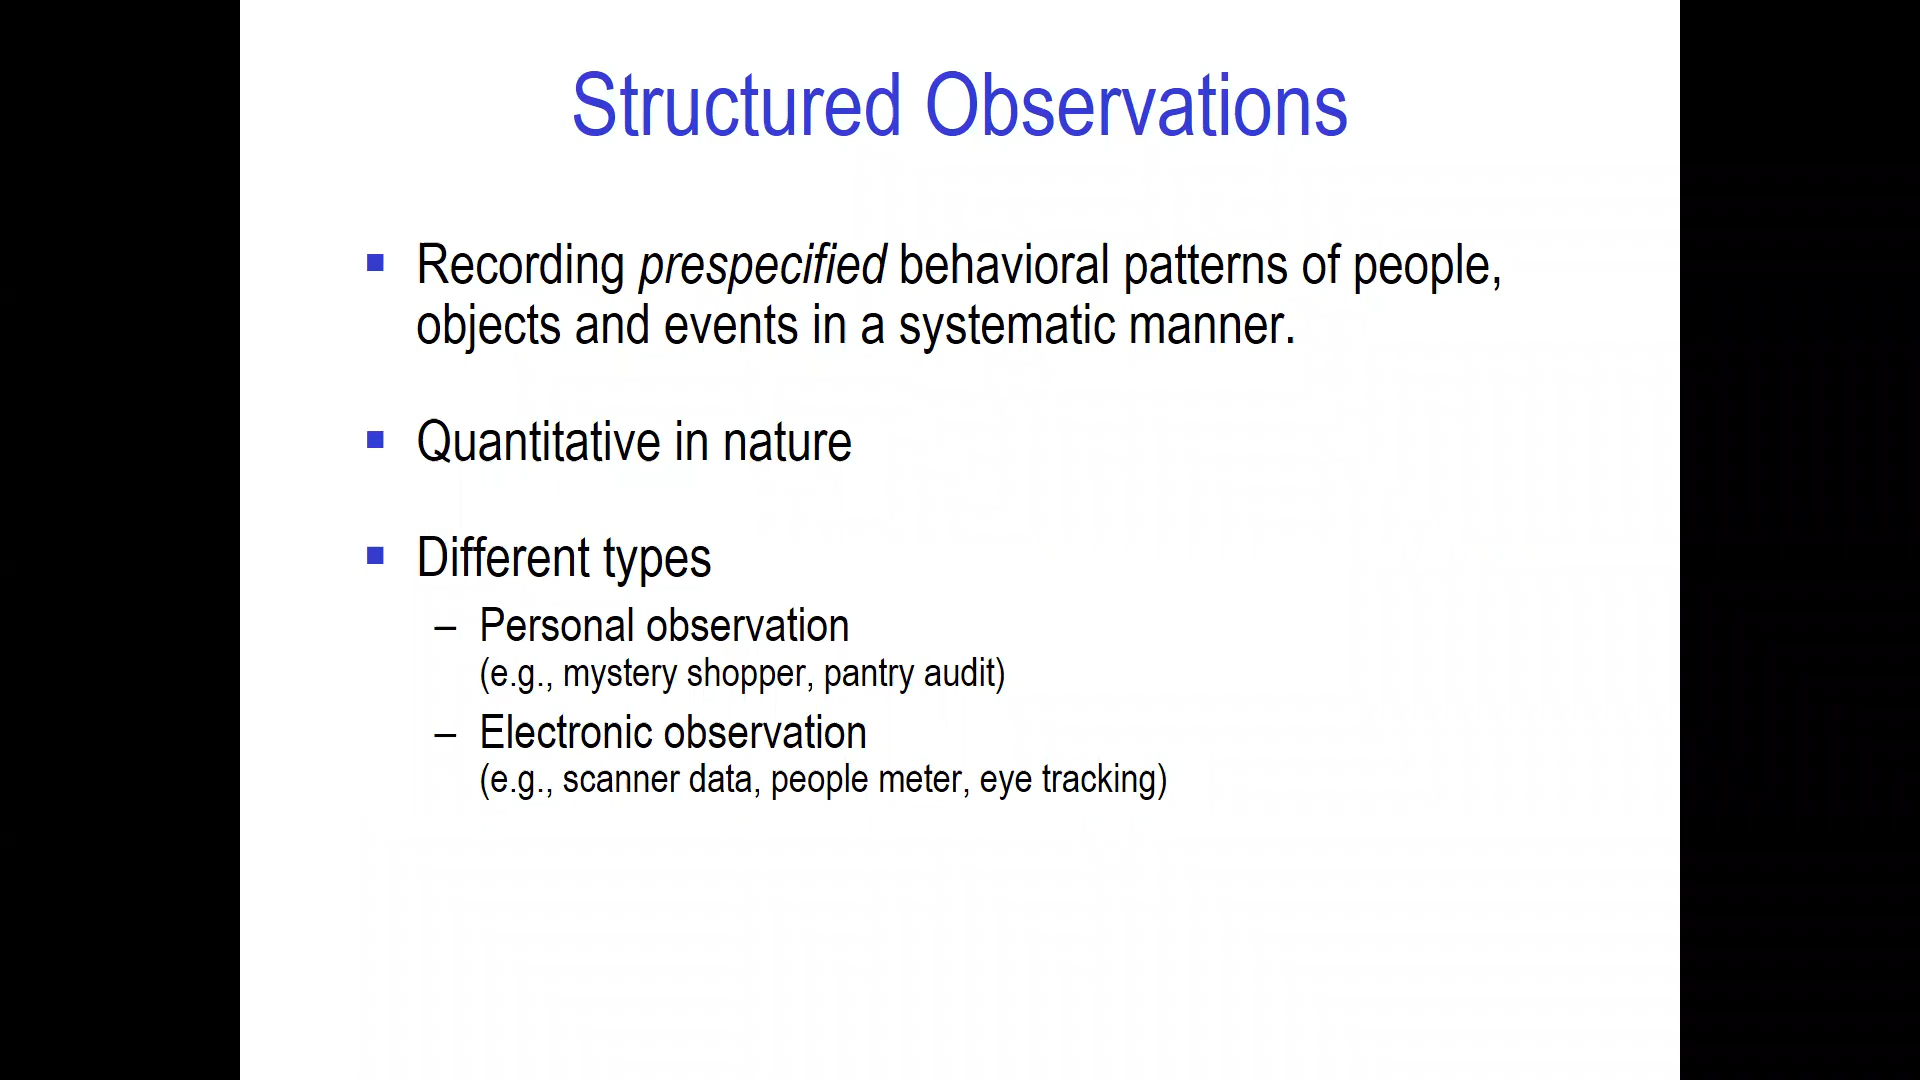 Structured Observations
Recording prespecified behavioral patterns of people,
objects and events in a systematic manner.
Quantitative in nature
Different types
– Personal observation
(e.g., mystery shopper, pantry audit)
– Electronic observation
(e.g., scanner data, people meter, eye tracking)